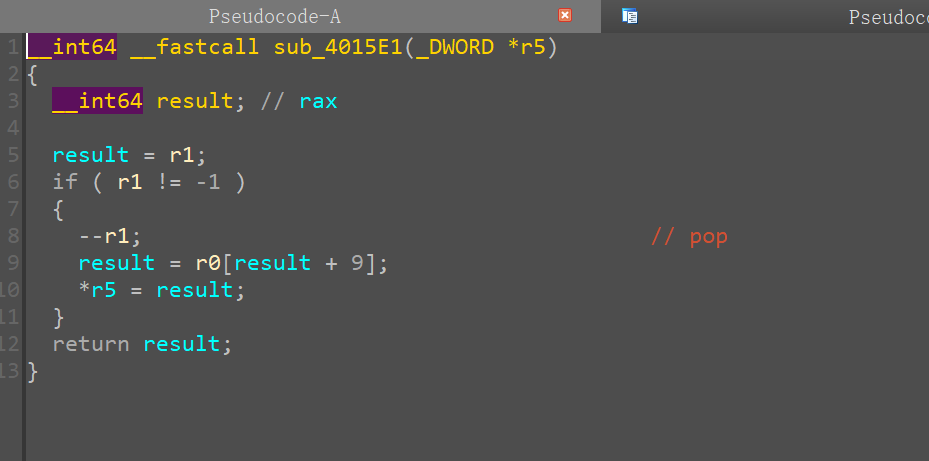 Pseudocode-A Pseudoco
1 __int64 __fastcall sub_4015E1(_DWORD *r5)
2 {
3   __int64 result; // rax
4
5   result = r1;
6   if ( r1 != -1 )
7   {
8     --r1; // pop
9     result = r0[result + 9];
10     *r5 = result;
11   }
12   return result;
13 }